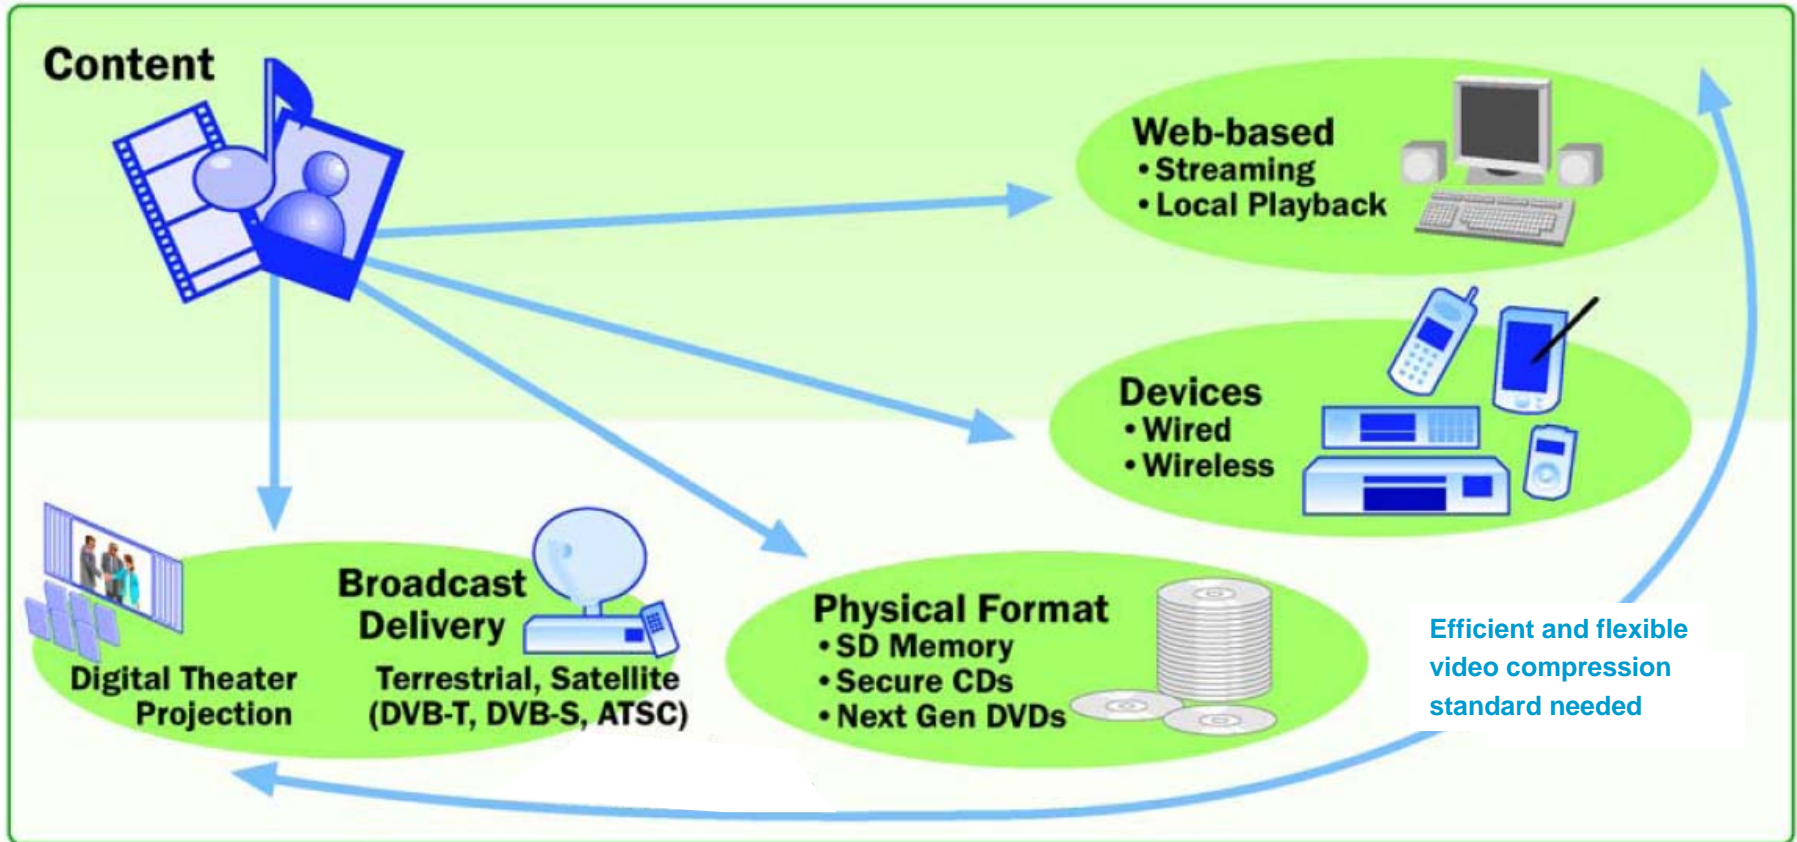 Content
Web-based
• Streaming
• Local Playback
Devices
• Wired
• Wireless
Broadcast
Delivery
Digital Theater
Projection
Terrestrial, Satellite
(DVB-T, DVB-S, ATSC)
Physical Format
• SD Memory
• Secure CDs
• Next Gen DVDs
Efficient and flexible
video compression
standard needed